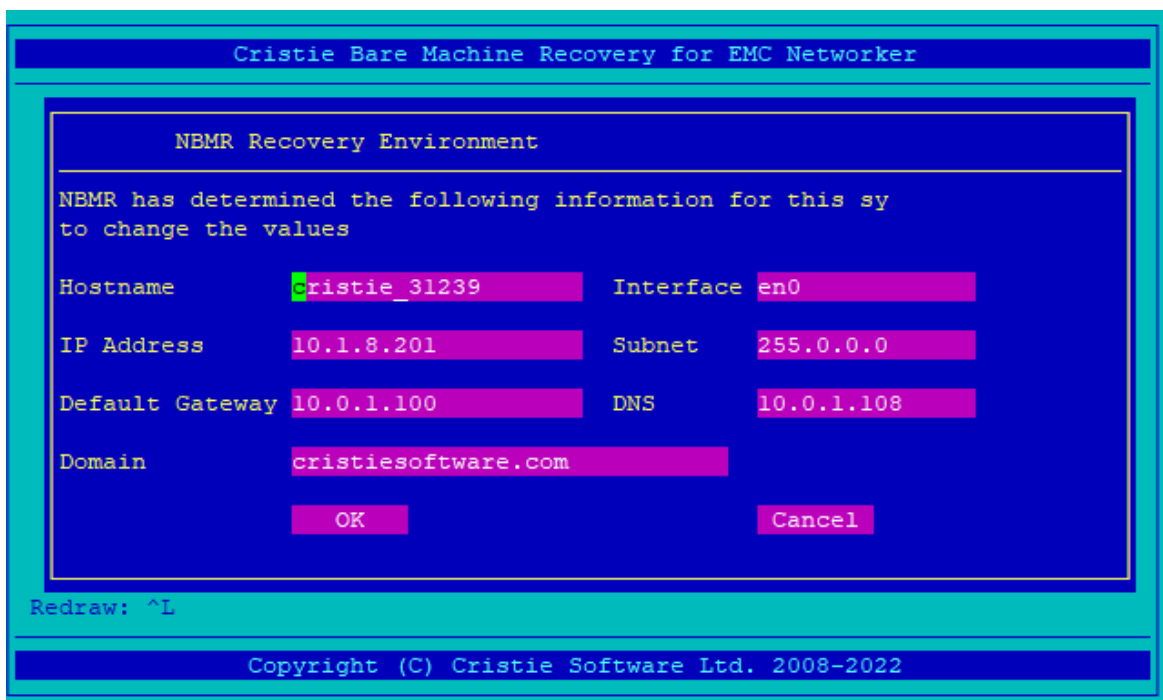 Cristie Bare Machine Recovery for EMC Networker
NBMR Recovery Environment
NBMR has determined the following information for this sy
to change the values
Hostname cristie_31239 Interface en0
IP Address 10.1.8.201 Subnet 255.0.0.0
Default Gateway 10.0.1.100 DNS 10.0.1.108
Domain cristiesoftware.com
OK Cancel
Redraw: ^L
Copyright (C) Cristie Software Ltd. 2008-2022